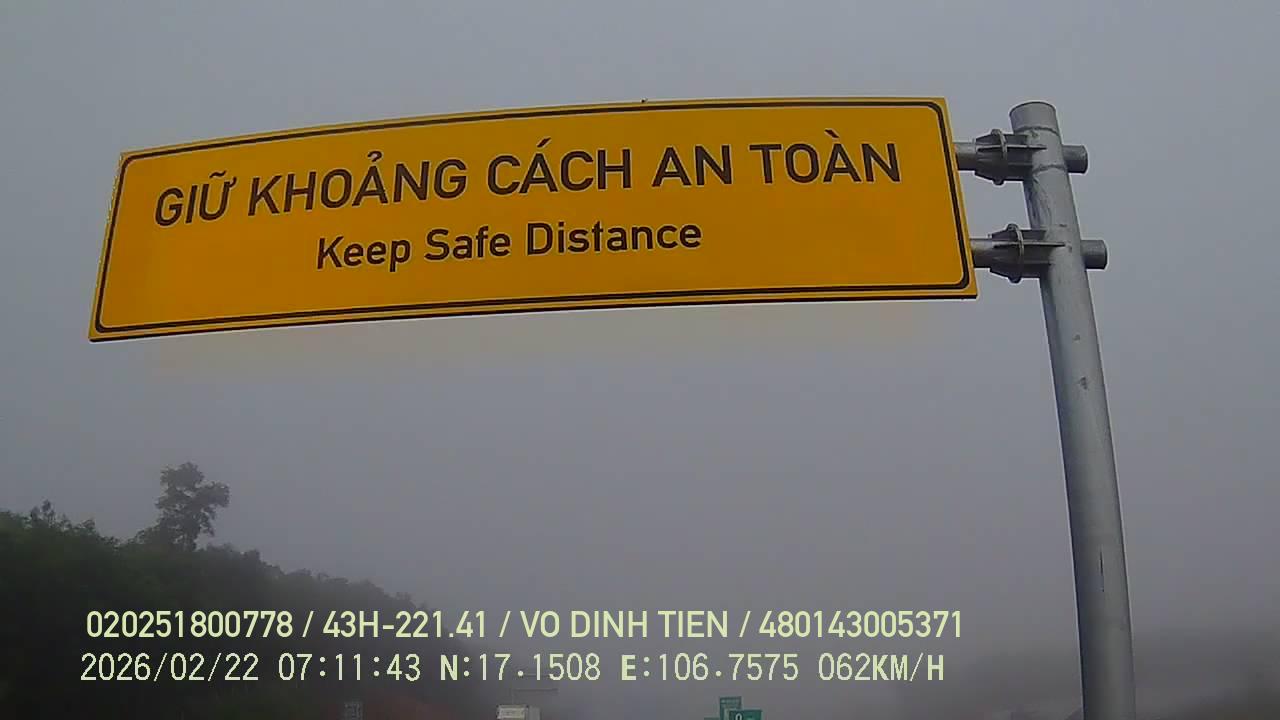 GIỮ KHOẢNG CÁCH AN TOÀN
Keep Safe Distance
020251800778 / 43H-221.41 / VO DINH TIEN / 480143005371
2026/02/22 07:11:43 N:17.1508 E:106.7575 062KM/H